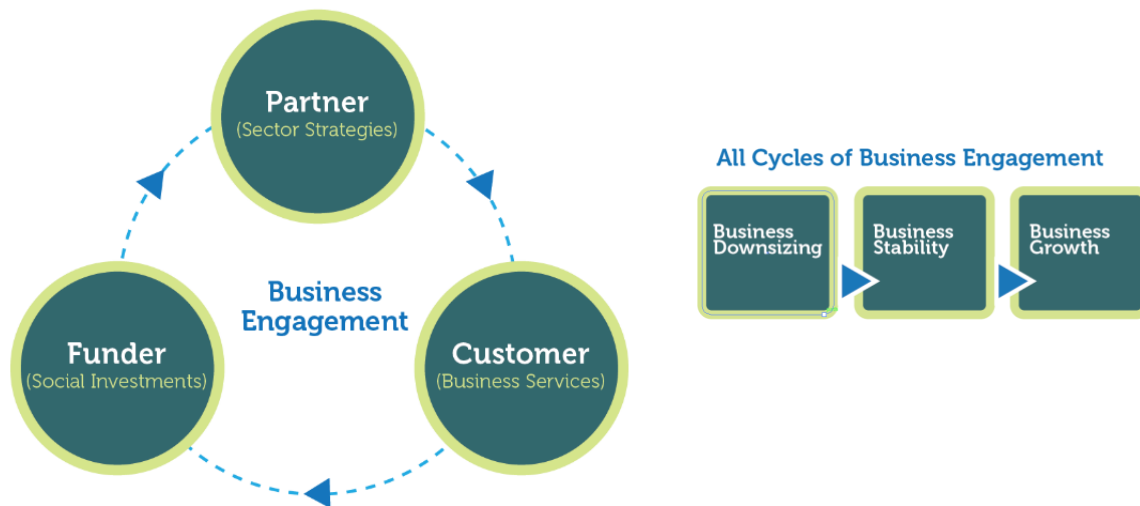 Partner
(Sector Strategies)
Business
Engagement
Funder
(Social Investments)
Customer
(Business Services)
All Cycles of Business Engagement
Business
Downsizing
Business
Stability
Business
Growth